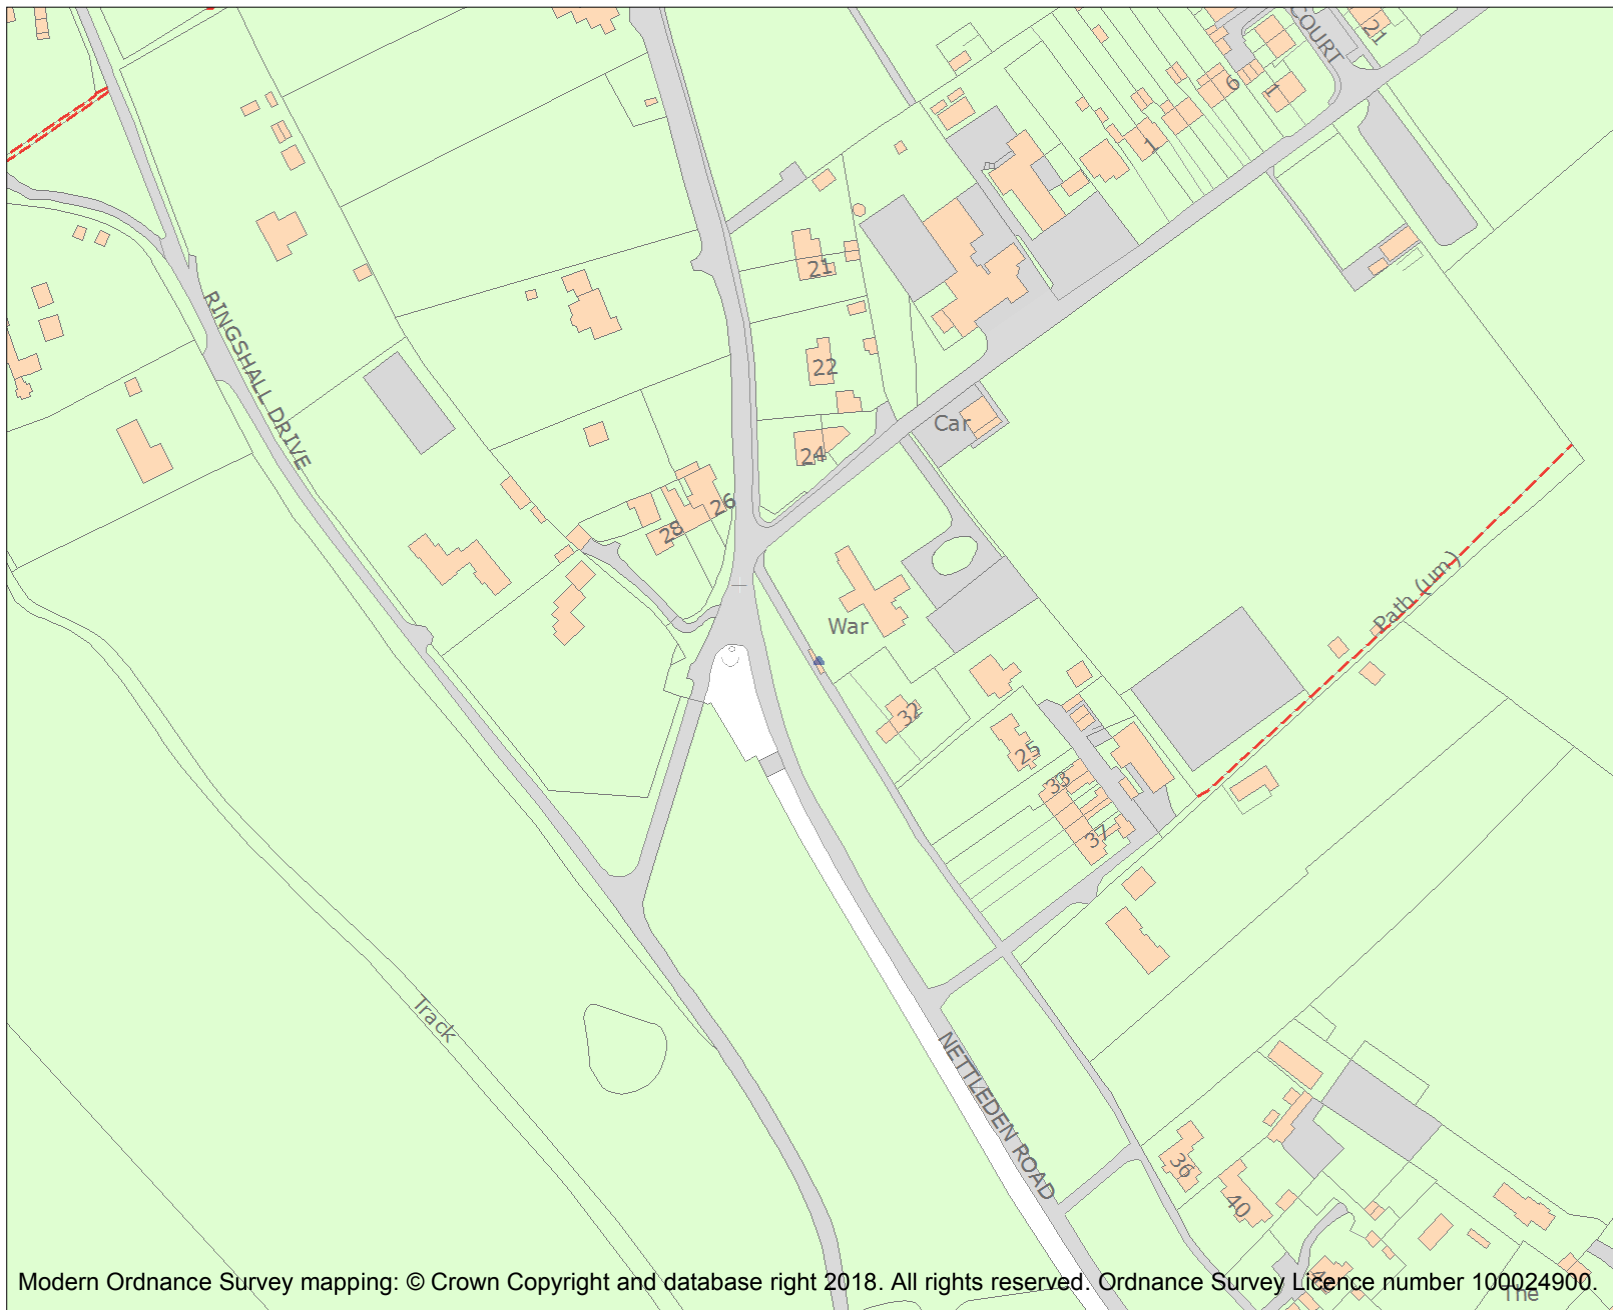 COURT
21
6
1
1
21
RINGSHALL DRIVE
22
Car
24
26
28
Path (um)
War
32
25
33
37
Track
NETTLEDEN ROAD
36
40
The
Modern Ordnance Survey mapping: © Crown Copyright and database right 2018. All rights reserved. Ordnance Survey Licence number 100024900.